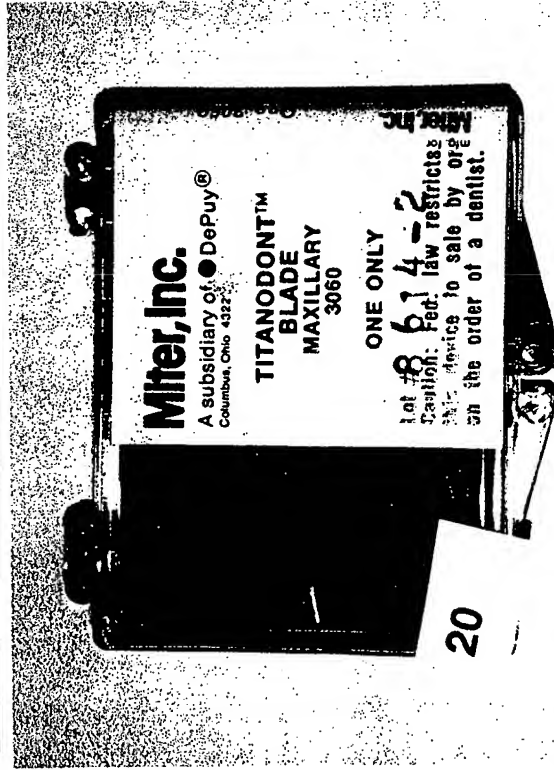 Miter, Inc.
A subsidiary of DePuy®
Columbus, Ohio 4322
TITANODONT™
BLADE
MAXILLARY
3060
ONE ONLY
Lot #8614-2
Caution: Fed. law restricts
this device to sale by or
on the order of a dentist.
Miter, Inc.
20